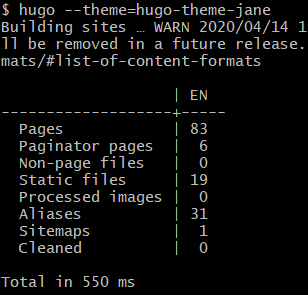 $ hugo --theme=hugo-theme-jane
Building sites … WARN 2020/04/14 1
ll be removed in a future release.
mats/#list-of-content-formats
                   | EN
-------------------+-----
  Pages            | 83
  Paginator pages  |  6
  Non-page files   |  0
  Static files     | 19
  Processed images |  0
  Aliases          | 31
  Sitemaps         |  1
  Cleaned          |  0
Total in 550 ms